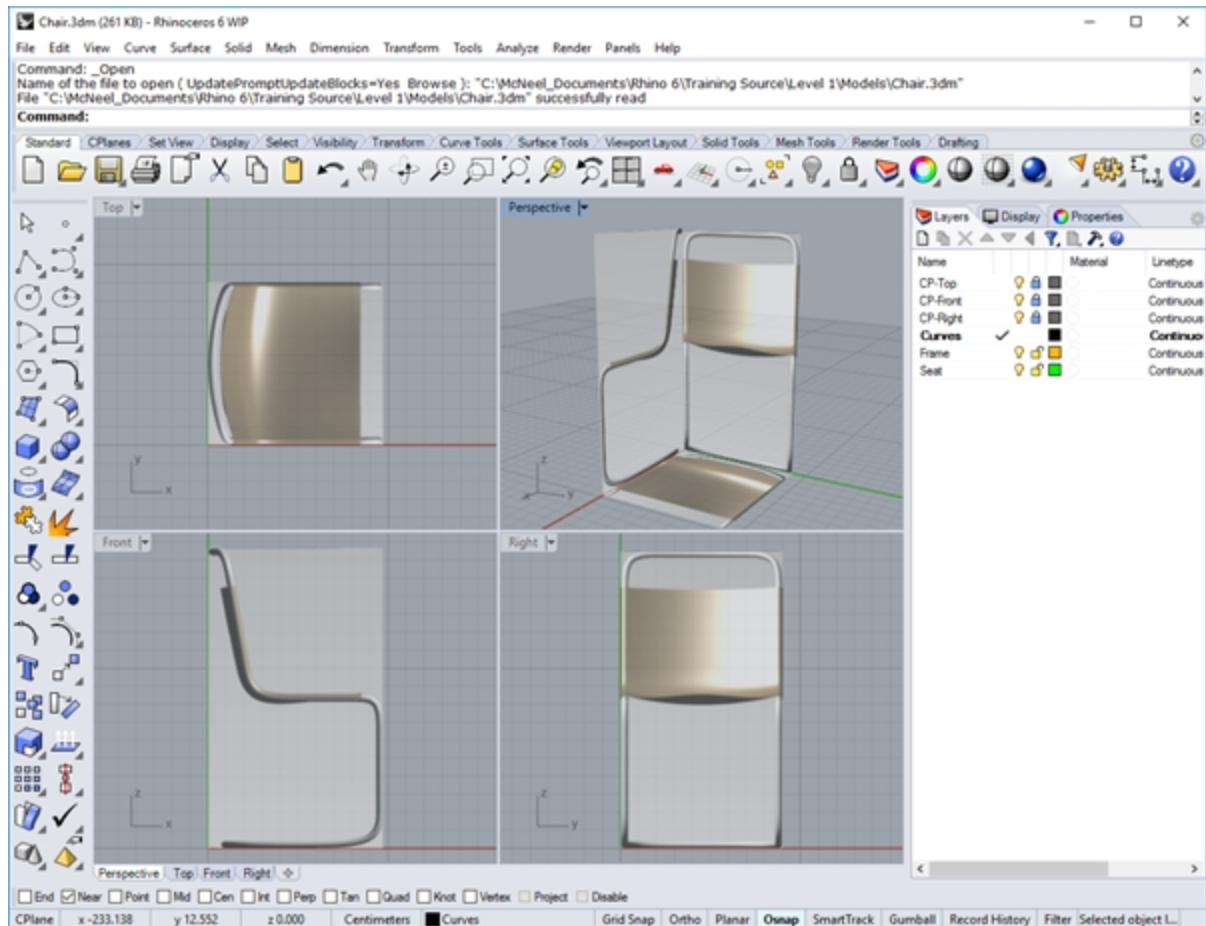 Chair.3dm (261 KB) - Rhinoceros 6 WIP
File Edit View Curve Surface Solid Mesh Dimension Transform Tools Analyze Render Panels Help
Command: _Open
Name of the file to open ( UpdatePromptUpdateBlocks=Yes Browse ): "C:\McNeel_Documents\Rhino 6\Training Source\Level 1\Models\Chair.3dm"
File "C:\McNeel_Documents\Rhino 6\Training Source\Level 1\Models\Chair.3dm" successfully read
Command:
Standard CPlanes Set View Display Select Visibility Transform Curve Tools Surface Tools Viewport Layout Solid Tools Mesh Tools Render Tools Drafting
Top
y
x
Perspective
z
y
Layers Display Properties
Name Material Linetype
CP-Top Continuous
CP-Front Continuous
CP-Right Continuous
Curves Continuo
Frame Continuous
Seat Continuous
Front
z
x
Right
z
y
Perspective Top Front Right
End Near Point Mid Cen Int Perp Tan Quad Knot Vertex Project Disable
CPlane x -233.138 y 12.552 z 0.000 Centimeters Curves Grid Snap Ortho Planar Osnap SmartTrack Gumball Record History Filter Selected object l...